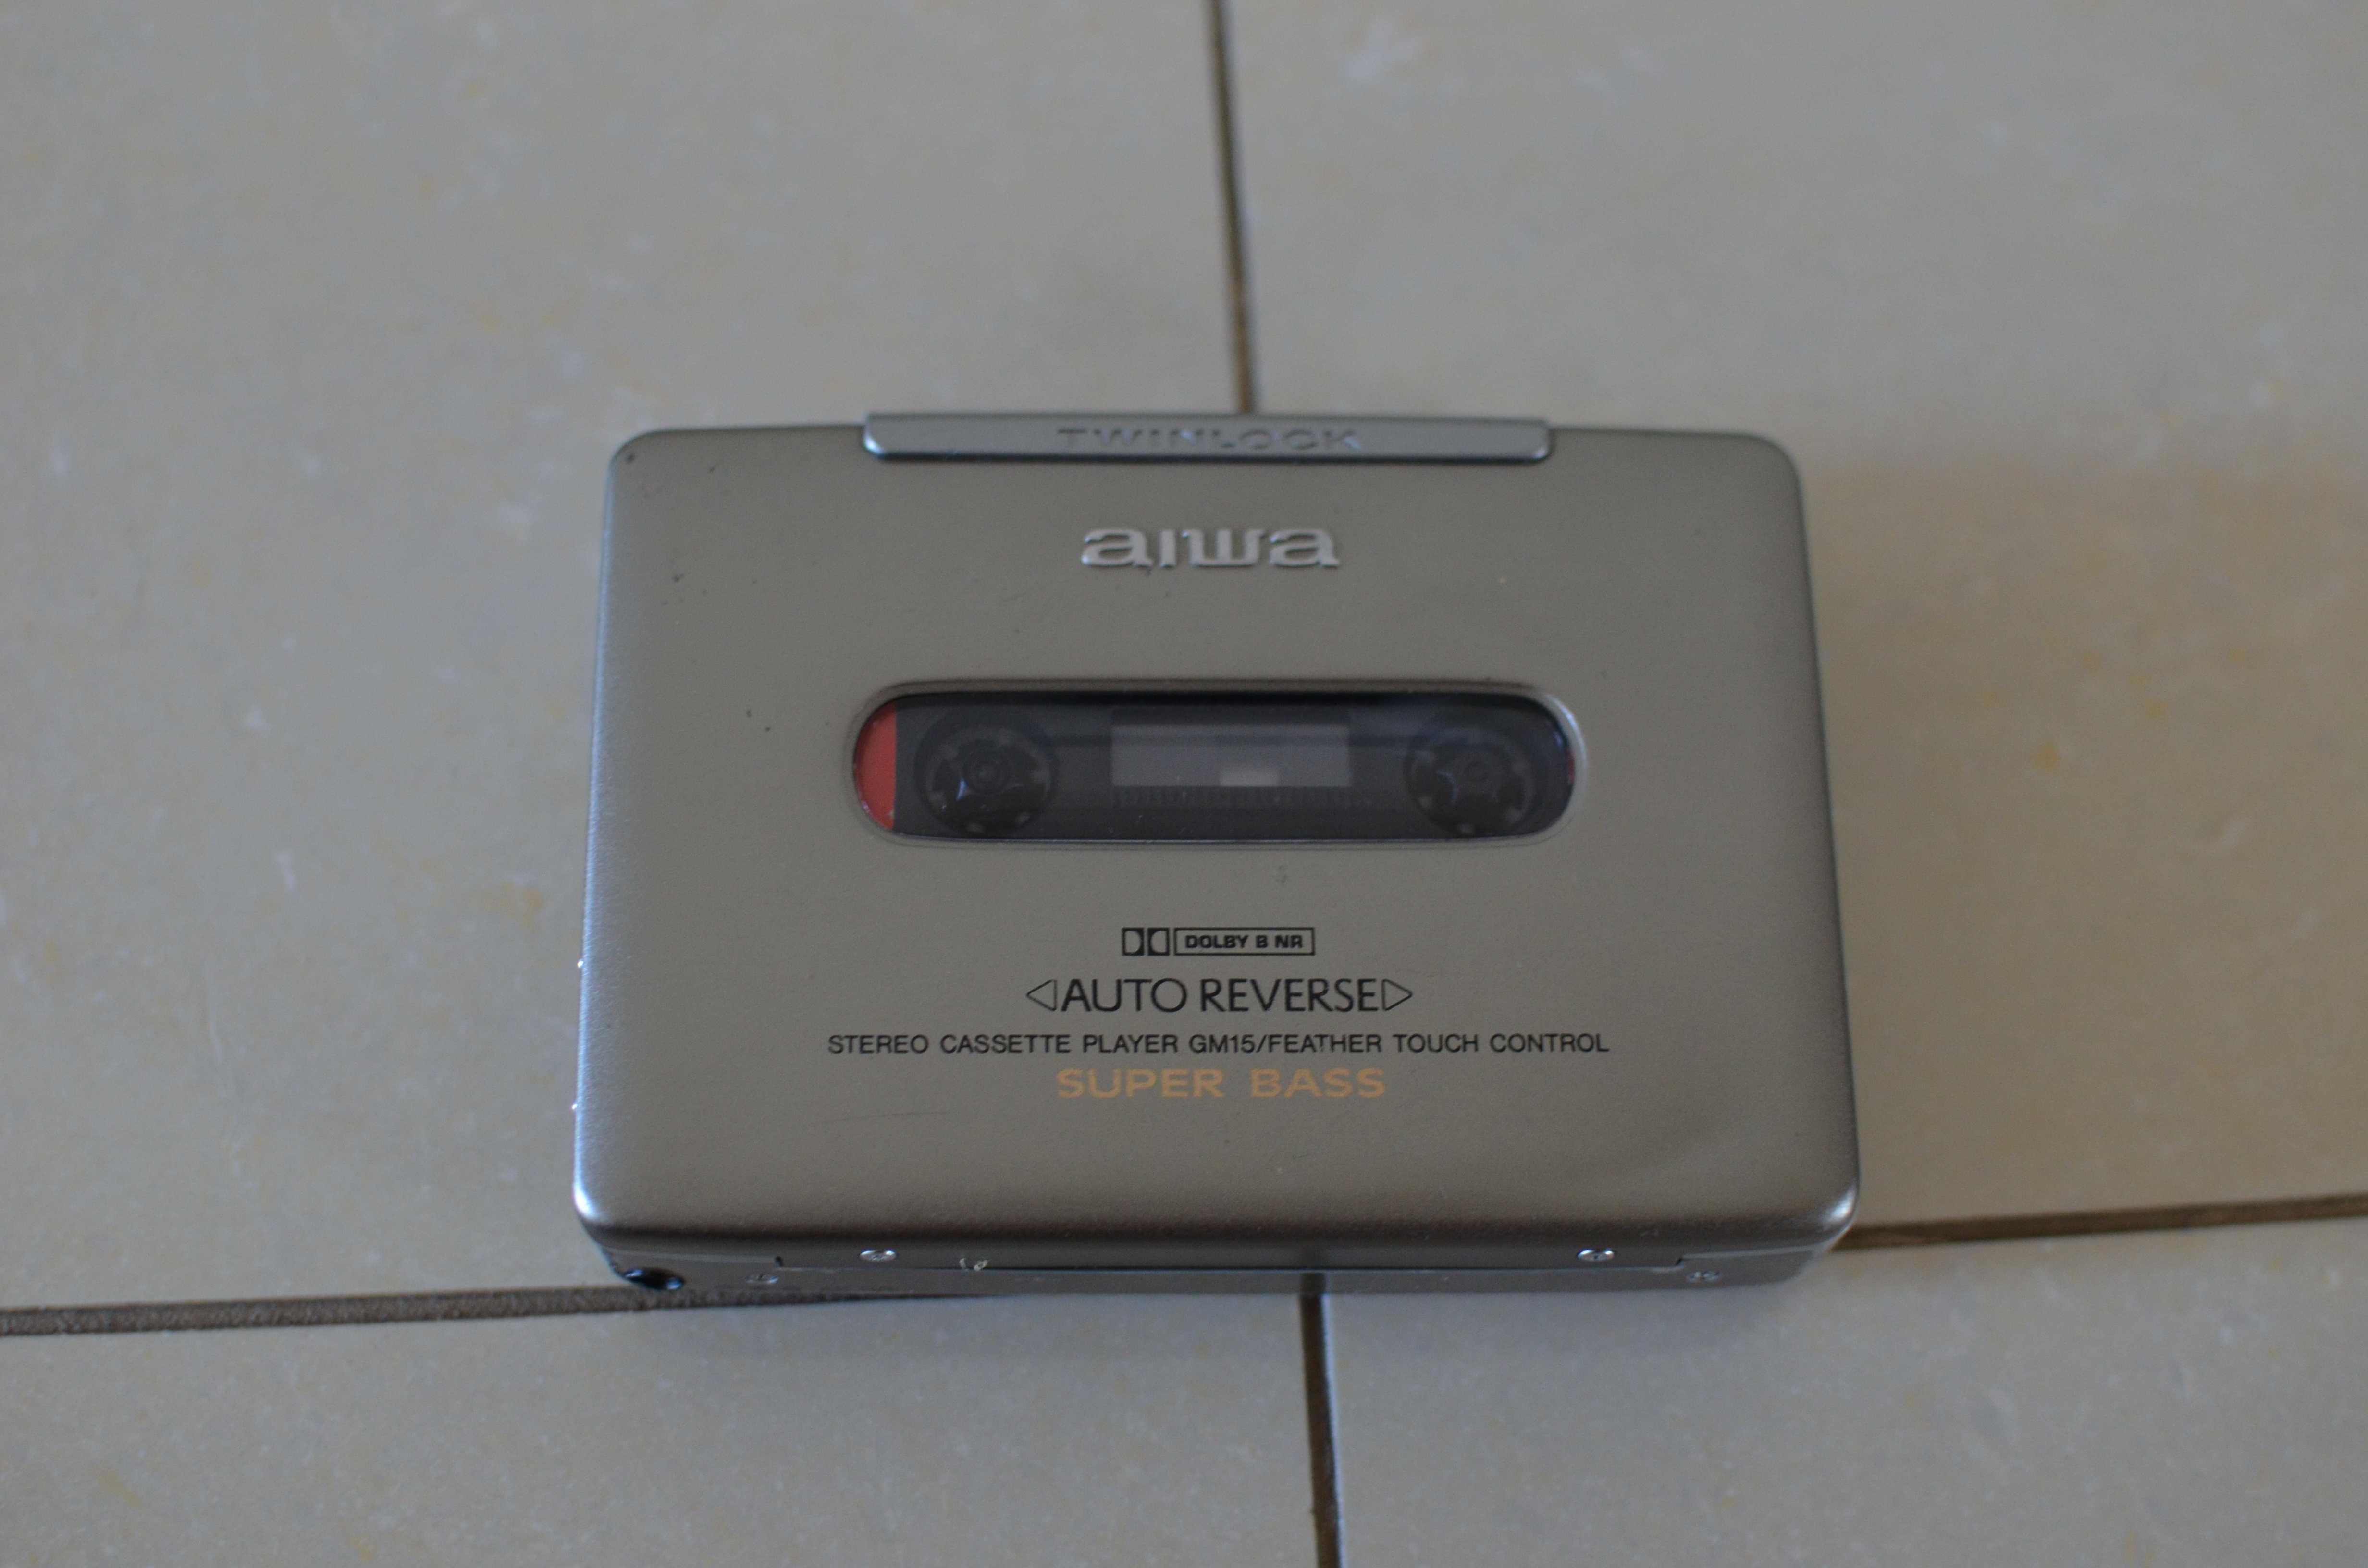 TWINLOCK
aiwa
DOLBY B NR
AUTO REVERSE
STEREO CASSETTE PLAYER GM15/FEATHER TOUCH CONTROL
SUPER BASS